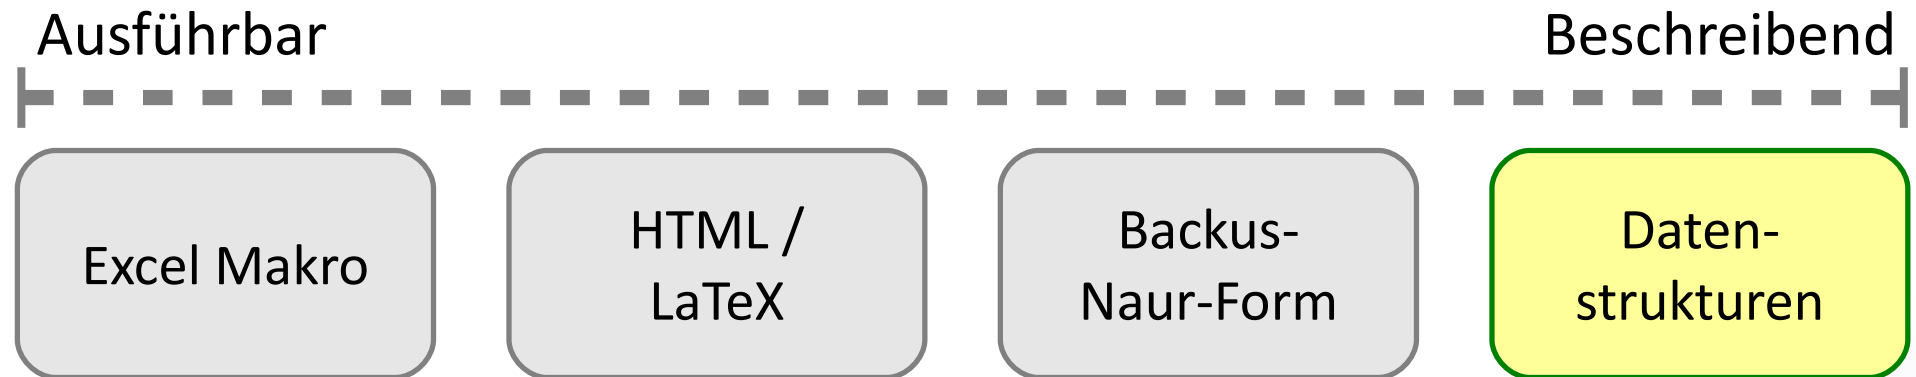 Ausführbar
Beschreibend
Excel Makro
HTML /
LaTeX
Backus-
Naur-Form
Daten-
strukturen